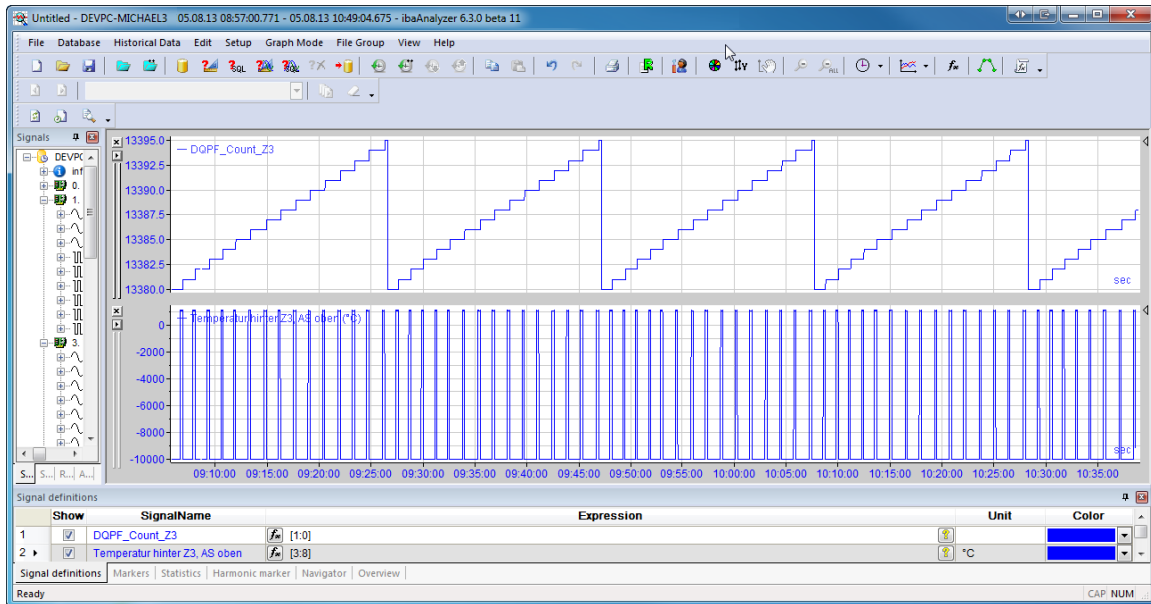 Untitled - DEVPC-MICHAEL3 05.08.13 08:57:00.771 - 05.08.13 10:49:04.675 - ibaAnalyzer 6.3.0 beta 11
File Database Historical Data Edit Setup Graph Mode File Group View Help
Signals
DEVPC
inf
0.
1.
3.
S... S... R... A...
13395.0
13392.5
13390.0
13387.5
13385.0
13382.5
13380.0
DQPF_Count_Z3
sec
0
-2000
-4000
-6000
-8000
-10000
Temperatur hinter Z3, AS oben (°C)
sec
09:10:00 09:15:00 09:20:00 09:25:00 09:30:00 09:35:00 09:40:00 09:45:00 09:50:00 09:55:00 10:00:00 10:05:00 10:10:00 10:15:00 10:20:00 10:25:00 10:30:00 10:35:00
Signal definitions
Show SignalName Expression Unit Color
1 DQPF_Count_Z3 fx [1:0]
2 Temperatur hinter Z3, AS oben fx [3:8] °C
Signal definitions Markers Statistics Harmonic marker Navigator Overview
Ready CAP NUM